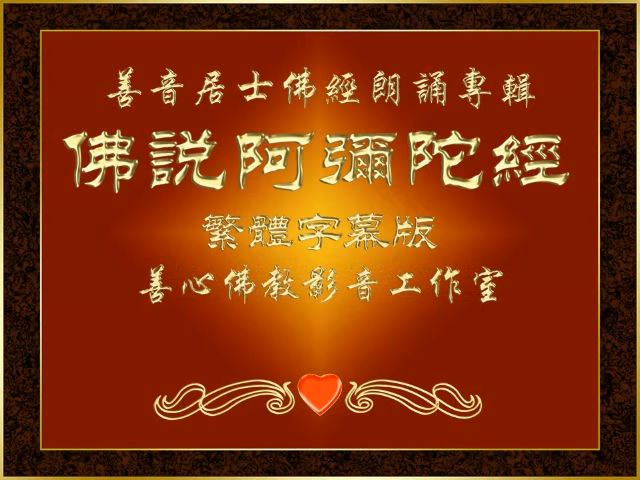 善音居士佛經朗誦專輯
佛説阿彌陀經
繁體字幕版
善心佛教影音工作室